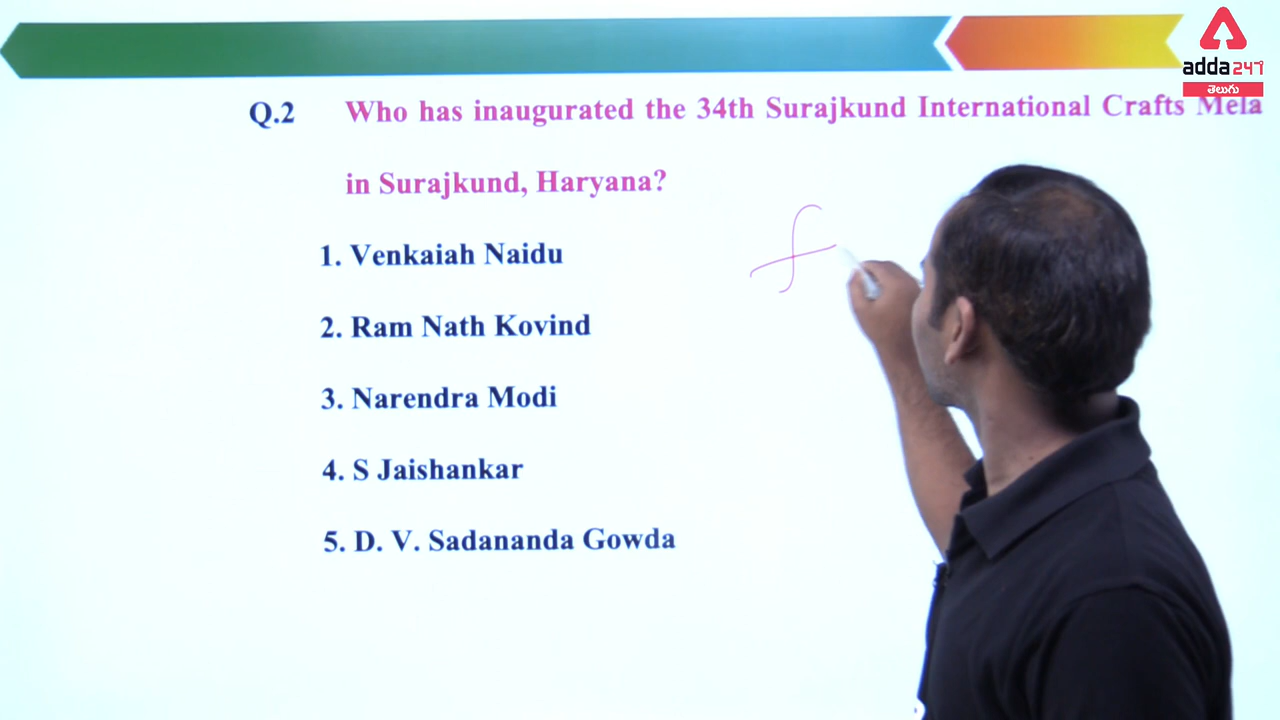 adda247
తెలుగు
Q.2 Who has inaugurated the 34th Surajkund International Crafts Mela
in Surajkund, Haryana?
1. Venkaiah Naidu
2. Ram Nath Kovind
3. Narendra Modi
4. S Jaishankar
5. D. V. Sadananda Gowda